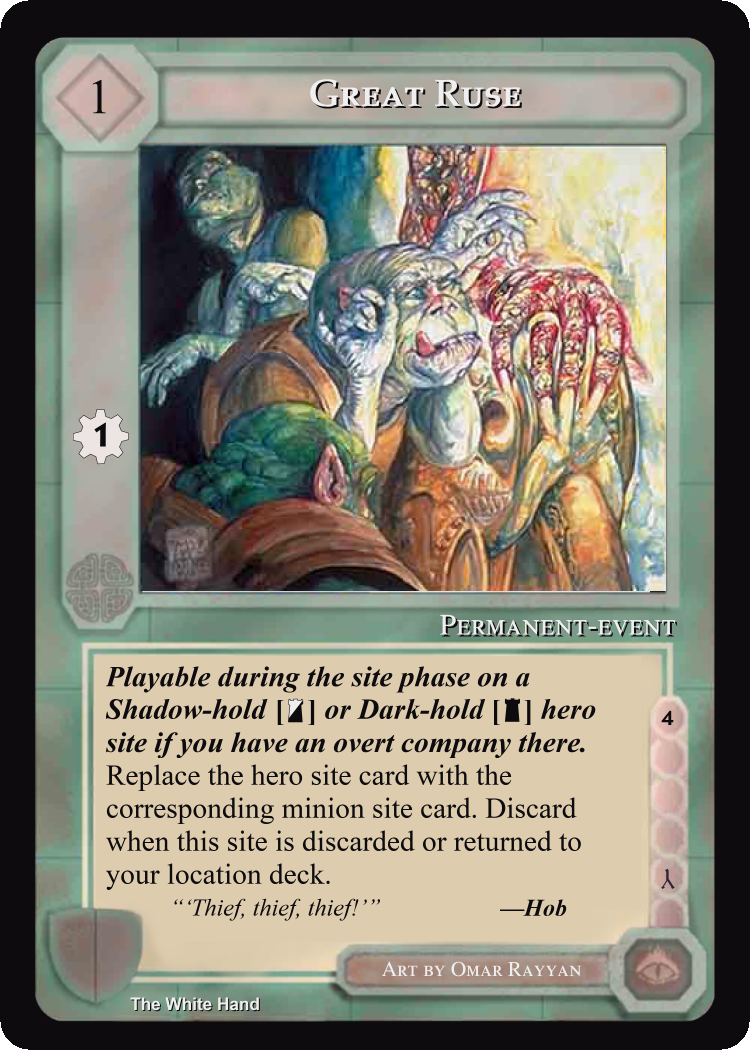 1
GREAT RUSE
1
PERMANENT-EVENT
Playable during the site phase on a
Shadow-hold [] or Dark-hold [] hero
site if you have an overt company there.
Replace the hero site card with the
corresponding minion site card. Discard
when this site is discarded or returned to
your location deck.
“‘Thief, thief, thief!’” —Hob
4
ART BY OMAR RAYYAN
The White Hand